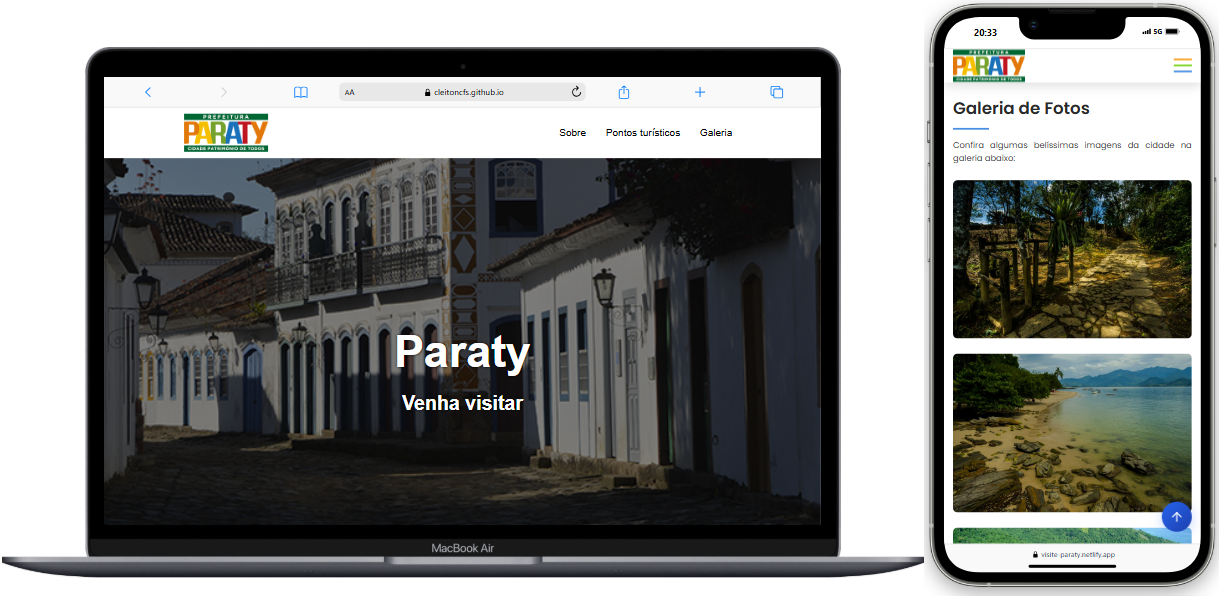 AA
cleitoncfs.github.io
PREFEITURA
PARATY
CIDADE PATRIMÔNIO DE TODOS
Sobre
Pontos turísticos
Galeria
Paraty
Venha visitar
MacBook Air
20:33
5G
PREFEITURA
PARATY
CIDADE PATRIMÔNIO DE TODOS
Galeria de Fotos
Confira algumas belíssimas imagens da cidade na
galeria abaixo:
visite-paraty.netlify.app